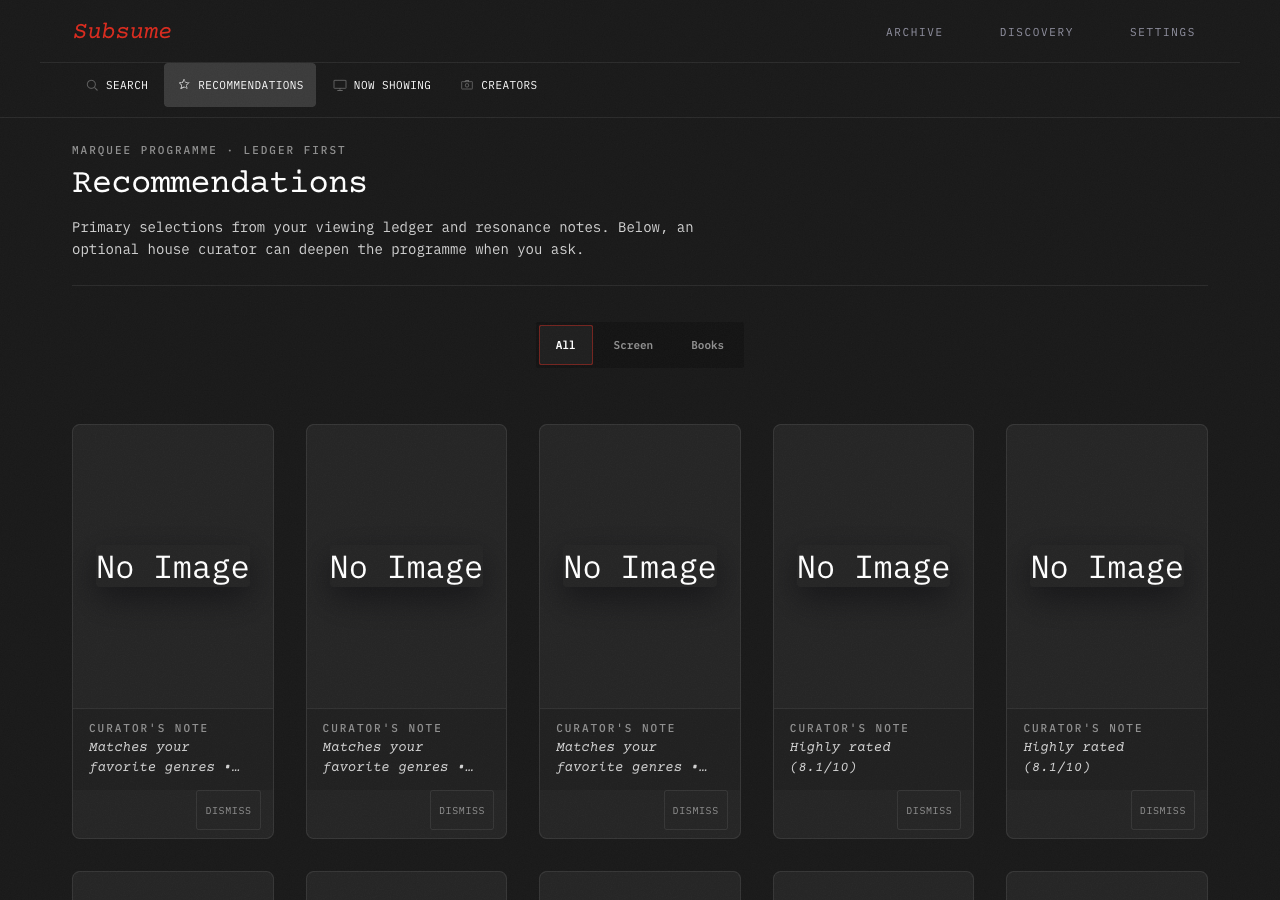 Subsume
ARCHIVE DISCOVERY SETTINGS
SEARCH RECOMMENDATIONS NOW SHOWING CREATORS
MARQUEE PROGRAMME · LEDGER FIRST
Recommendations
Primary selections from your viewing ledger and resonance notes. Below, an
optional house curator can deepen the programme when you ask.
All Screen Books
No Image No Image No Image No Image No Image
CURATOR'S NOTE CURATOR'S NOTE CURATOR'S NOTE CURATOR'S NOTE CURATOR'S NOTE
Matches your Matches your Matches your Highly rated Highly rated
favorite genres •… favorite genres •… favorite genres •… (8.1/10) (8.1/10)
DISMISS DISMISS DISMISS DISMISS DISMISS